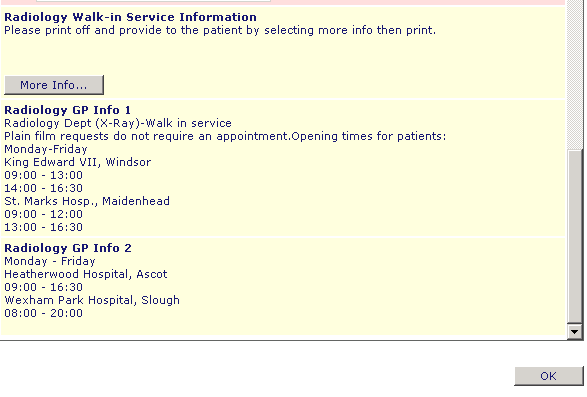 Radiology Walk-in Service Information
Please print off and provide to the patient by selecting more info then print.
More Info...
Radiology GP Info 1
Radiology Dept (X-Ray)-Walk in service
Plain film requests do not require an appointment.Opening times for patients:
Monday-Friday
King Edward VII, Windsor
09:00 - 13:00
14:00 - 16:30
St. Marks Hosp., Maidenhead
09:00 - 12:00
13:00 - 16:30
Radiology GP Info 2
Monday - Friday
Heatherwood Hospital, Ascot
09:00 - 16:30
Wexham Park Hospital, Slough
08:00 - 20:00
OK